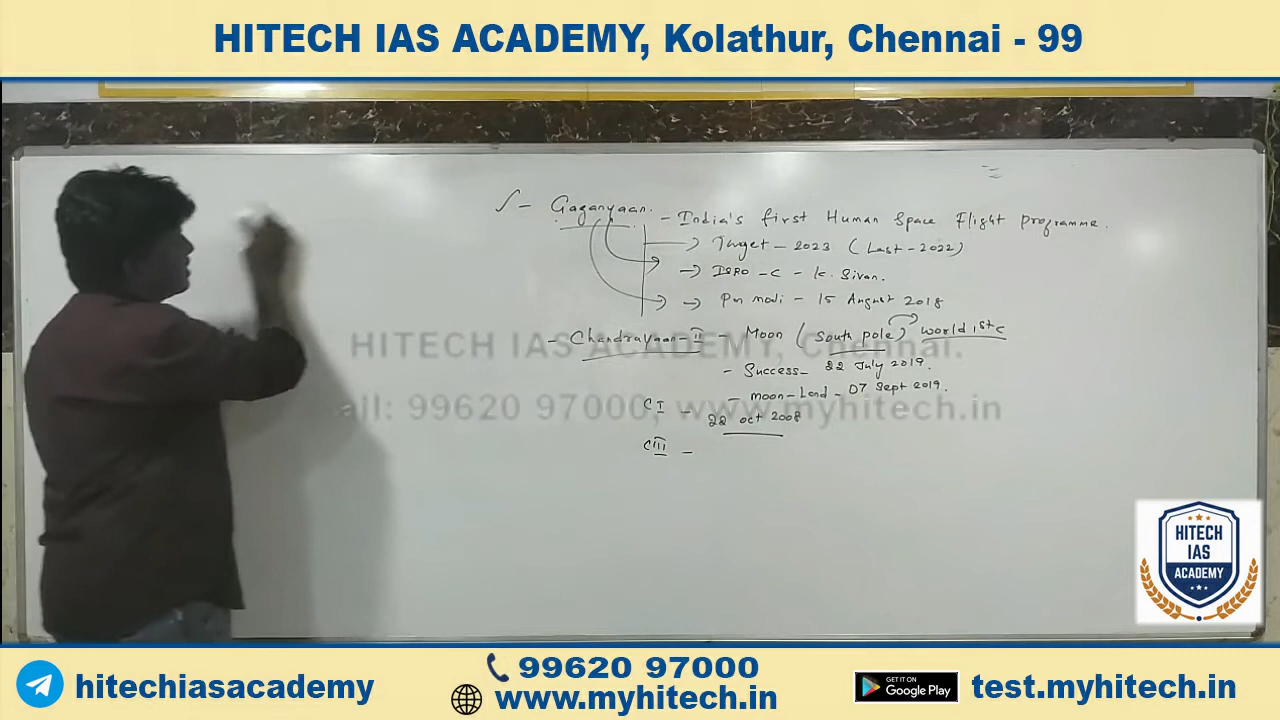 HITECH IAS ACADEMY, Kolathur, Chennai - 99
✓ - Gaganyaan. - India's first Human Space Flight Programme.
→ Target - 2023 (Last - 2022)
→ ISRO - C - K. Sivan.
→ Pm modi - 15 August 2018
- Chandrayaan-II - Moon (south pole) world 1st c
HITECH IAS ACADEMY, Chennai.
- Success - 22 July 2019.
- moon-Land - 07 Sept 2019.
all: 99620 97000, www.myhitech.in
CI - 22 oct 2008
CIII -
HITECH
IAS
ACADEMY
hitechiasacademy
99620 97000
www.myhitech.in
GET IT ON
Google Play
test.myhitech.in